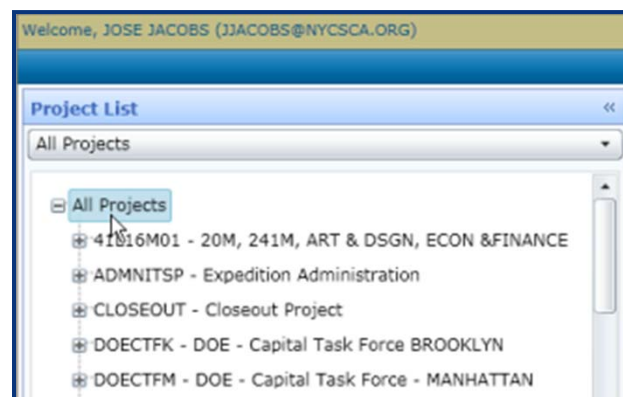 Welcome, JOSE JACOBS (JJACOBS@NYCSCA.ORG)
Project List
All Projects
All Projects
- 20M, 241M, ART & DSGN, ECON &FINANCE
ADMNITSP - Expedition Administration
CLOSEOUT - Closeout Project
DOECTFK - DOE - Capital Task Force BROOKLYN
DOECTFM - DOE - Capital Task Force - MANHATTAN